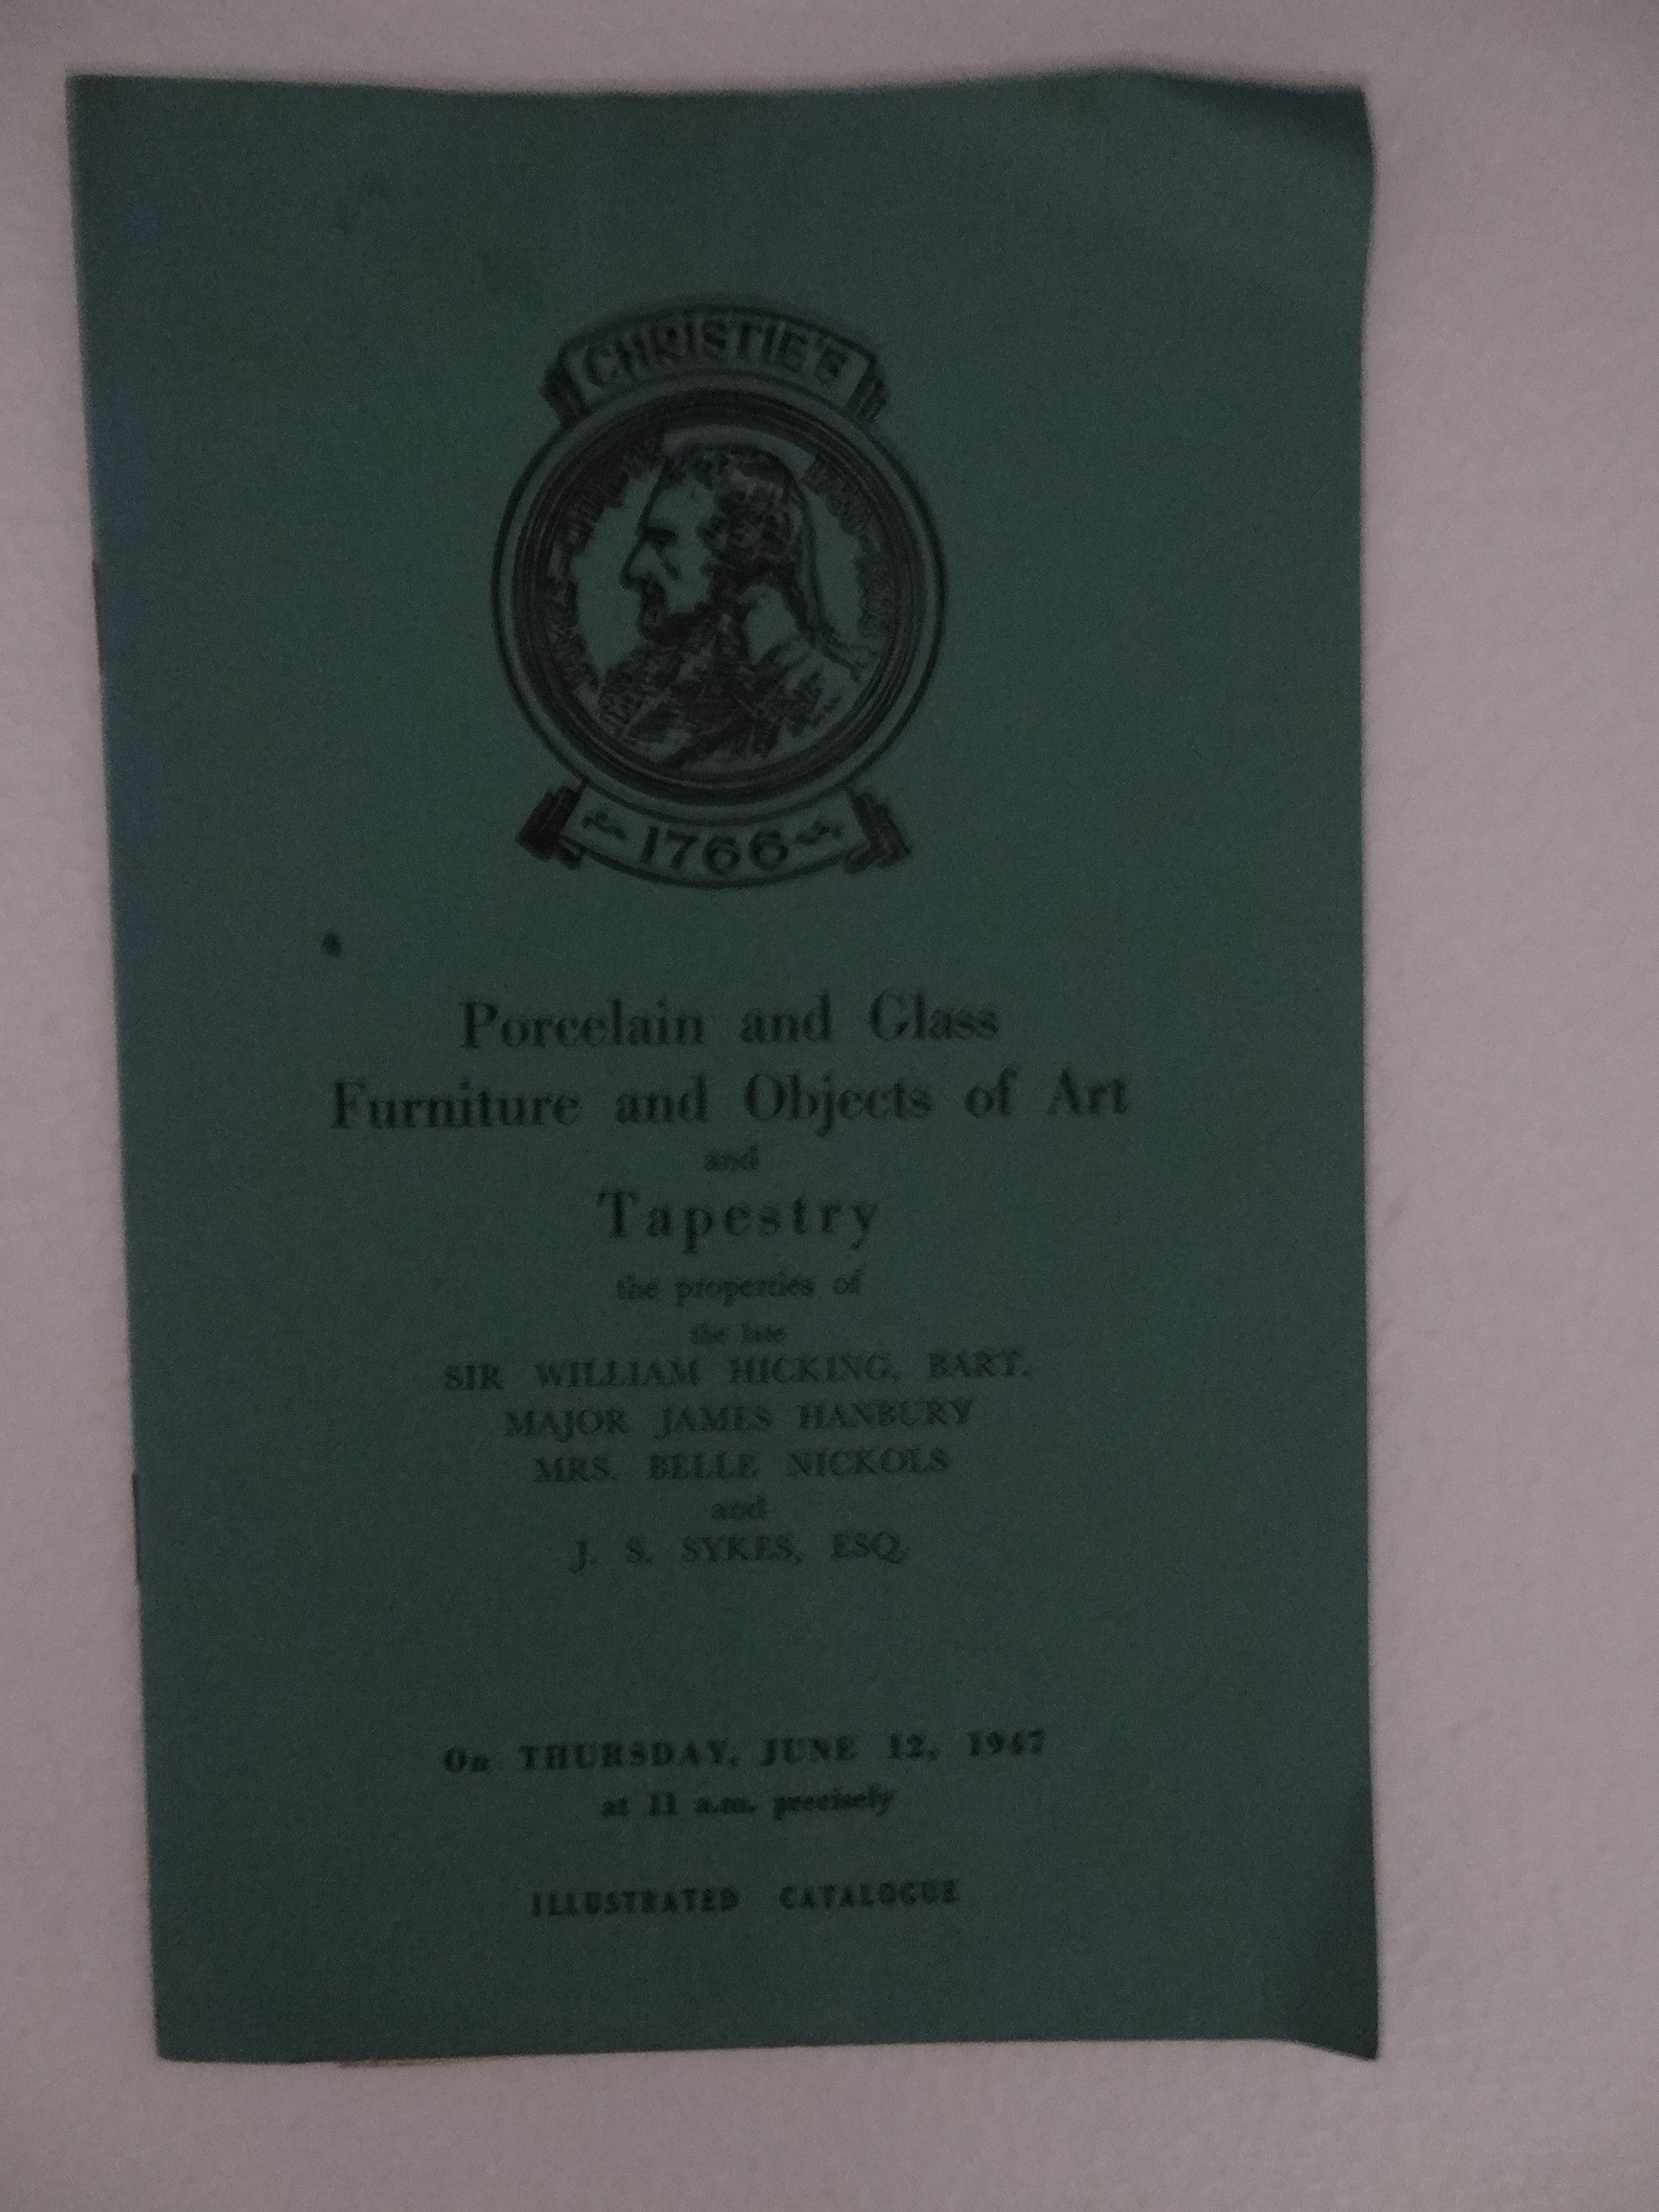 CHRISTIE'S
1766
Porcelain and Glass
Furniture and Objects of Art
and
Tapestry
the properties of
the late
SIR WILLIAM HICKING, BART.
MAJOR JAMES HANBURY
MRS. BELLE NICKOLS
and
J. S. SYKES, ESQ.
On THURSDAY, JUNE 12, 1947
at 11 a.m. precisely
ILLUSTRATED CATALOGUE